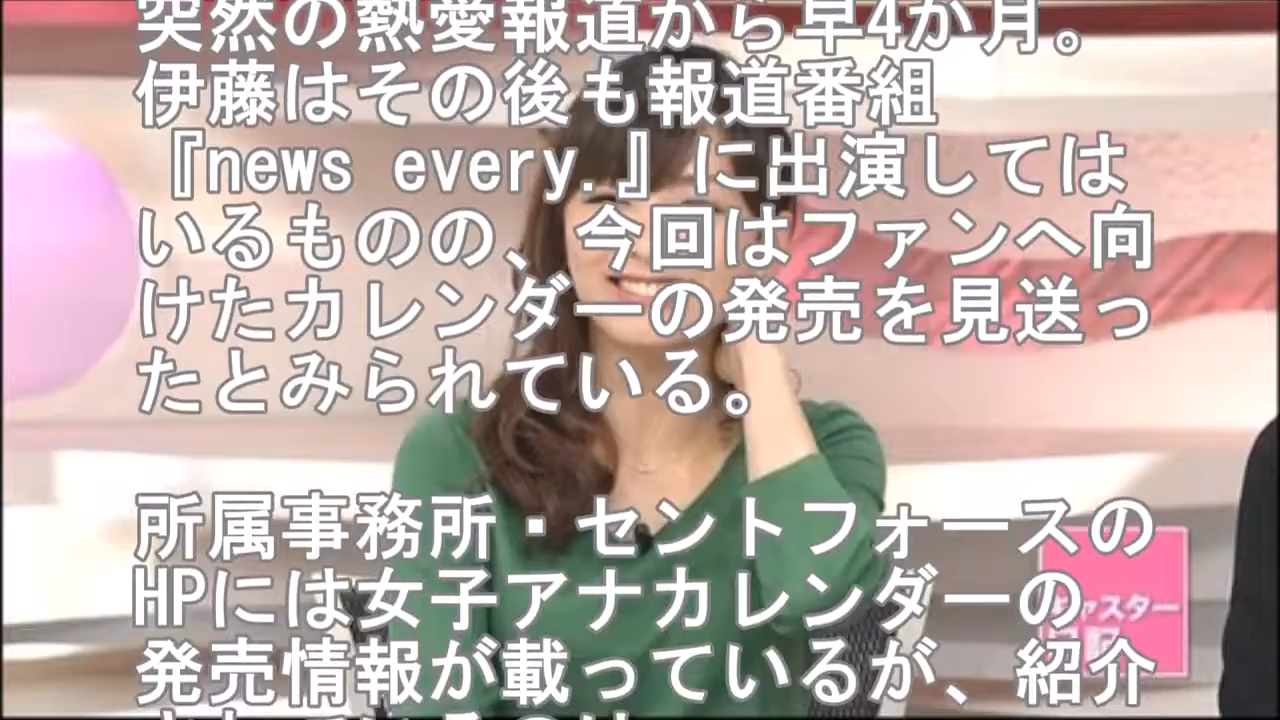 突然の熱愛報道から早4か月。
伊藤はその後も報道番組
『news every.』に出演しては
いるものの、今回はファンへ向
けたカレンダーの発売を見送っ
たとみられている。
所属事務所・セントフォースの
HPには女子アナカレンダーの
発売情報が載っているが、紹介
キャスター